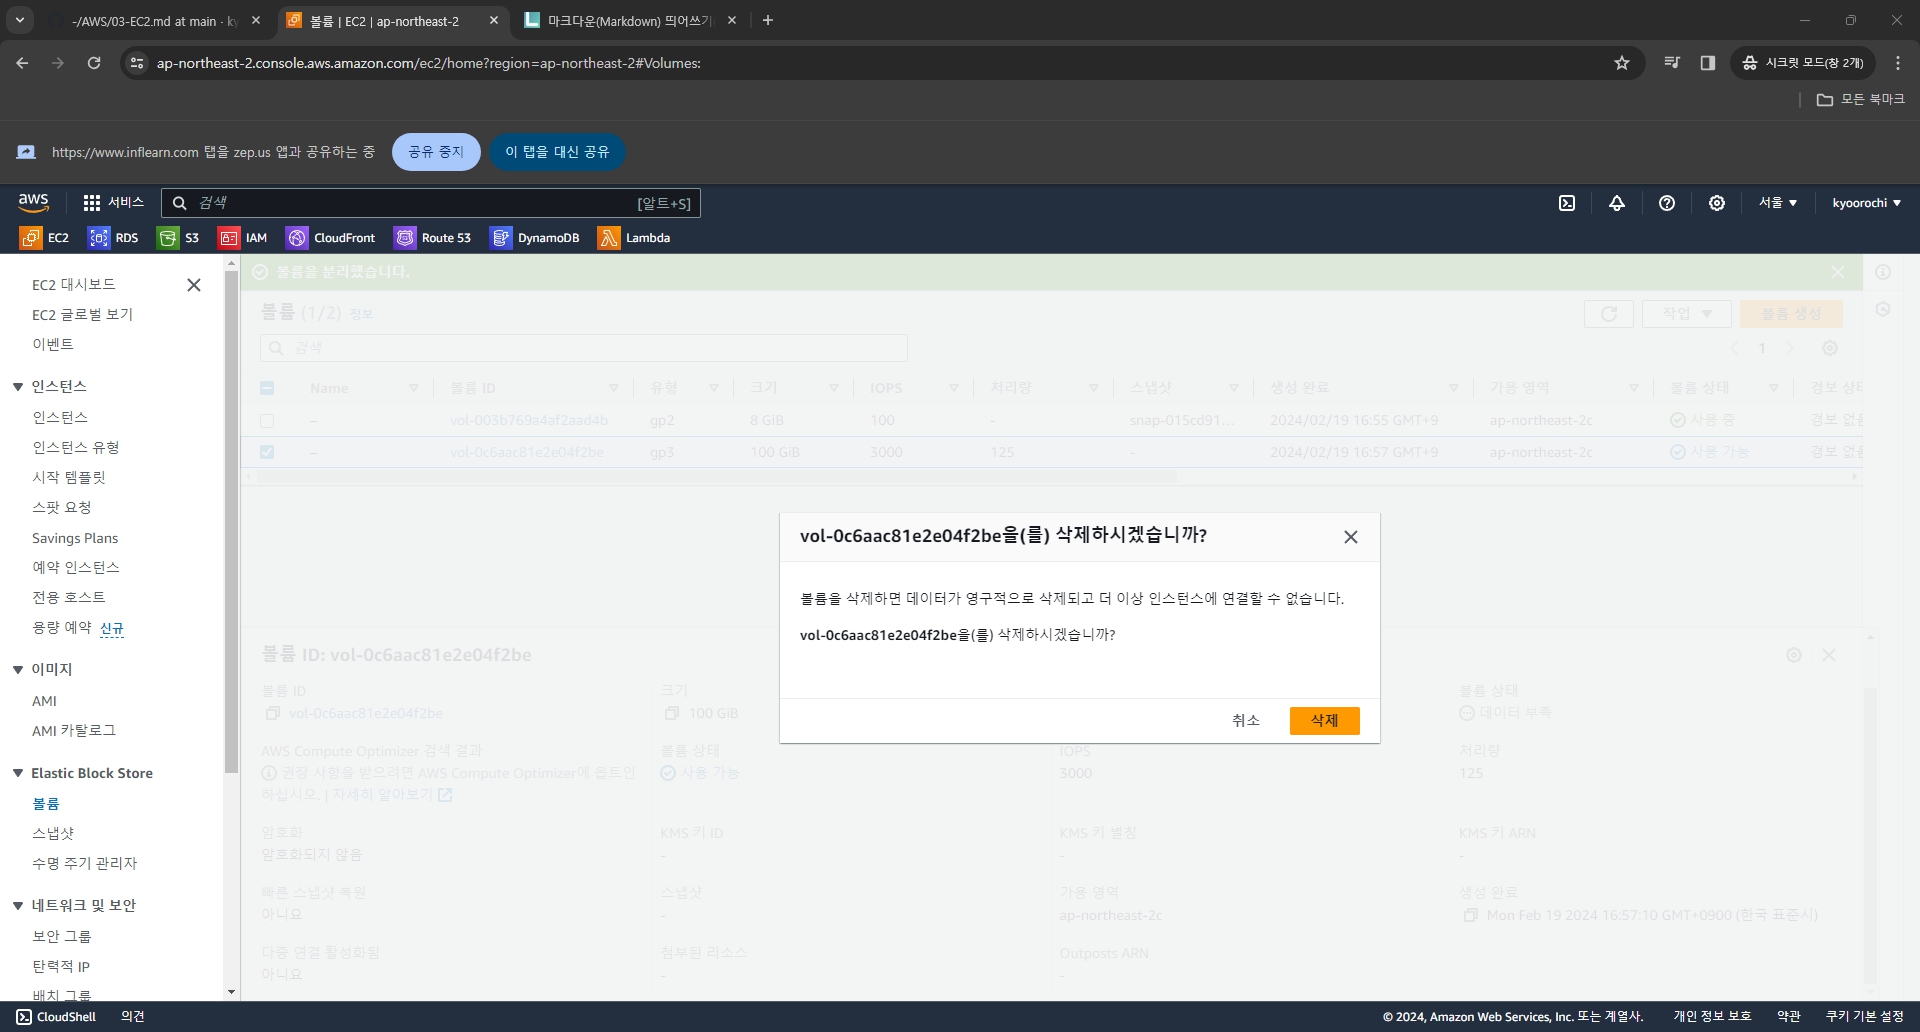 -/AWS/03-EC2.md at main · ky
볼륨 | EC2 | ap-northeast-2
마크다운(Markdown) 띄어쓰기
ap-northeast-2.console.aws.amazon.com/ec2/home?region=ap-northeast-2#Volumes:
시크릿 모드(창 2개)
모든 북마크
https://www.inflearn.com 탭을 zep.us 앱과 공유하는 중
공유 중지
이 탭을 대신 공유
aws
서비스
검색
[알트+S]
서울
kyoorochi
EC2 RDS S3 IAM CloudFront Route 53 DynamoDB Lambda
EC2 대시보드
EC2 글로벌 보기
이벤트
인스턴스
인스턴스
인스턴스 유형
시작 템플릿
스팟 요청
Savings Plans
예약 인스턴스
전용 호스트
용량 예약 신규
이미지
AMI
AMI 카탈로그
Elastic Block Store
볼륨
스냅샷
수명 주기 관리자
네트워크 및 보안
보안 그룹
탄력적 IP
배치 그룹
볼륨을 분리했습니다.
볼륨 (1/2) 정보
작업
볼륨 생성
검색
1
Name 볼륨 ID 유형 크기 IOPS 처리량 스냅샷 생성 완료 가용 영역 볼륨 상태 경보 상태
– vol-003b769a4af2aad4b gp2 8 GiB 100 - snap-015cd91... 2024/02/19 16:55 GMT+9 ap-northeast-2c 사용 중 경보 없음
– vol-0c6aac81e2e04f2be gp3 100 GiB 3000 125 - 2024/02/19 16:57 GMT+9 ap-northeast-2c 사용 가능 경보 없음
vol-0c6aac81e2e04f2be을(를) 삭제하시겠습니까?
볼륨을 삭제하면 데이터가 영구적으로 삭제되고 더 이상 인스턴스에 연결할 수 없습니다.
vol-0c6aac81e2e04f2be을(를) 삭제하시겠습니까?
취소
삭제
볼륨 ID: vol-0c6aac81e2e04f2be
볼륨 ID
vol-0c6aac81e2e04f2be
크기
100 GiB
볼륨 상태
데이터 부족
AWS Compute Optimizer 검색 결과
권장 사항을 받으려면 AWS Compute Optimizer에 옵트인
하십시오. | 자세히 알아보기
볼륨 상태
사용 가능
IOPS
3000
처리량
125
암호화
암호화되지 않음
KMS 키 ID
-
KMS 키 별칭
-
KMS 키 ARN
-
빠른 스냅샷 복원
아니요
스냅샷
-
가용 영역
ap-northeast-2c
생성 완료
Mon Feb 19 2024 16:57:10 GMT+0900 (한국 표준시)
다중 연결 활성화됨
아니요
첨부된 리소스
-
Outposts ARN
-
CloudShell
의견
© 2024, Amazon Web Services, Inc. 또는 계열사.
개인 정보 보호
약관
쿠키 기본 설정